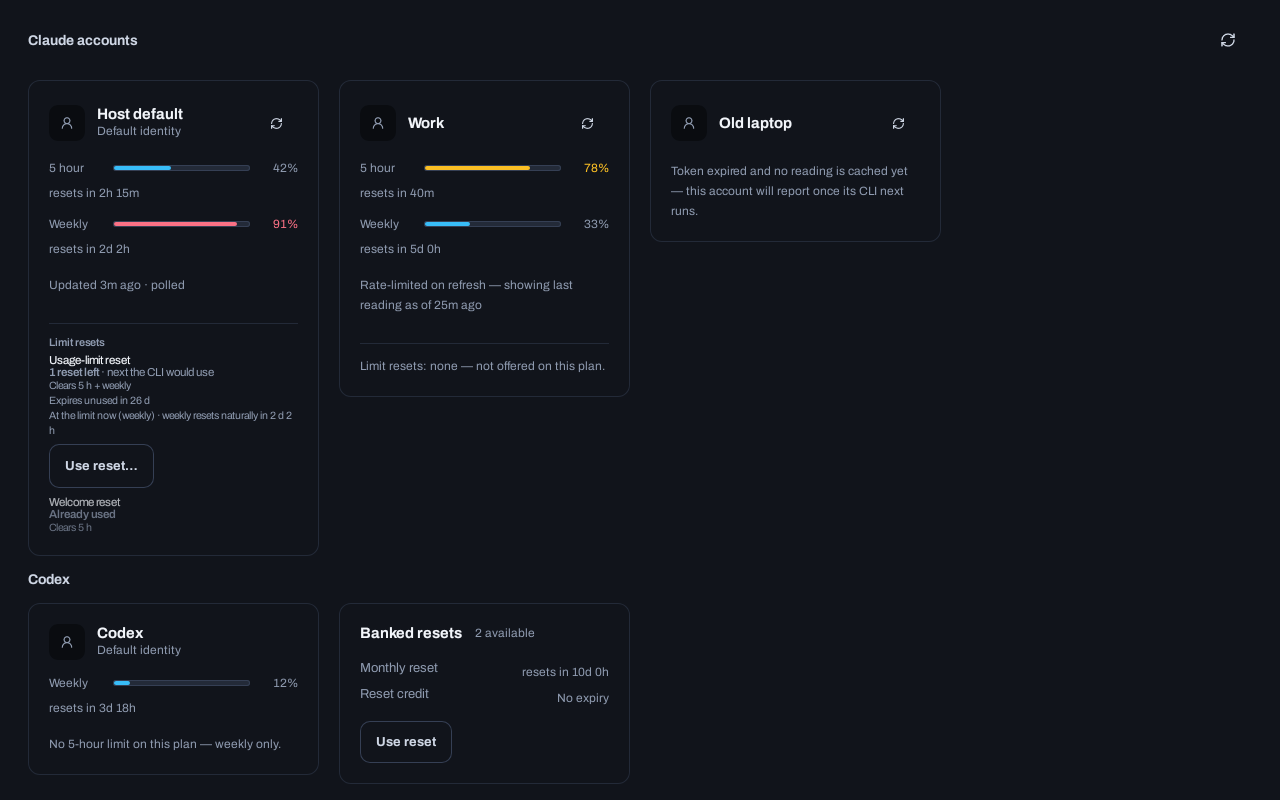 Claude accounts
Host default
Default identity
5 hour 42%
resets in 2h 15m
Weekly 91%
resets in 2d 2h
Updated 3m ago · polled
Limit resets
Usage-limit reset
1 reset left · next the CLI would use
Clears 5 h + weekly
Expires unused in 26 d
At the limit now (weekly) · weekly resets naturally in 2 d 2
h
Use reset...
Welcome reset
Already used
Clears 5 h
Work
5 hour 78%
resets in 40m
Weekly 33%
resets in 5d 0h
Rate-limited on refresh — showing last
reading as of 25m ago
Limit resets: none — not offered on this plan.
Old laptop
Token expired and no reading is cached yet
— this account will report once its CLI next
runs.
Codex
Codex
Default identity
Weekly 12%
resets in 3d 18h
No 5-hour limit on this plan — weekly only.
Banked resets 2 available
Monthly reset resets in 10d 0h
Reset credit No expiry
Use reset